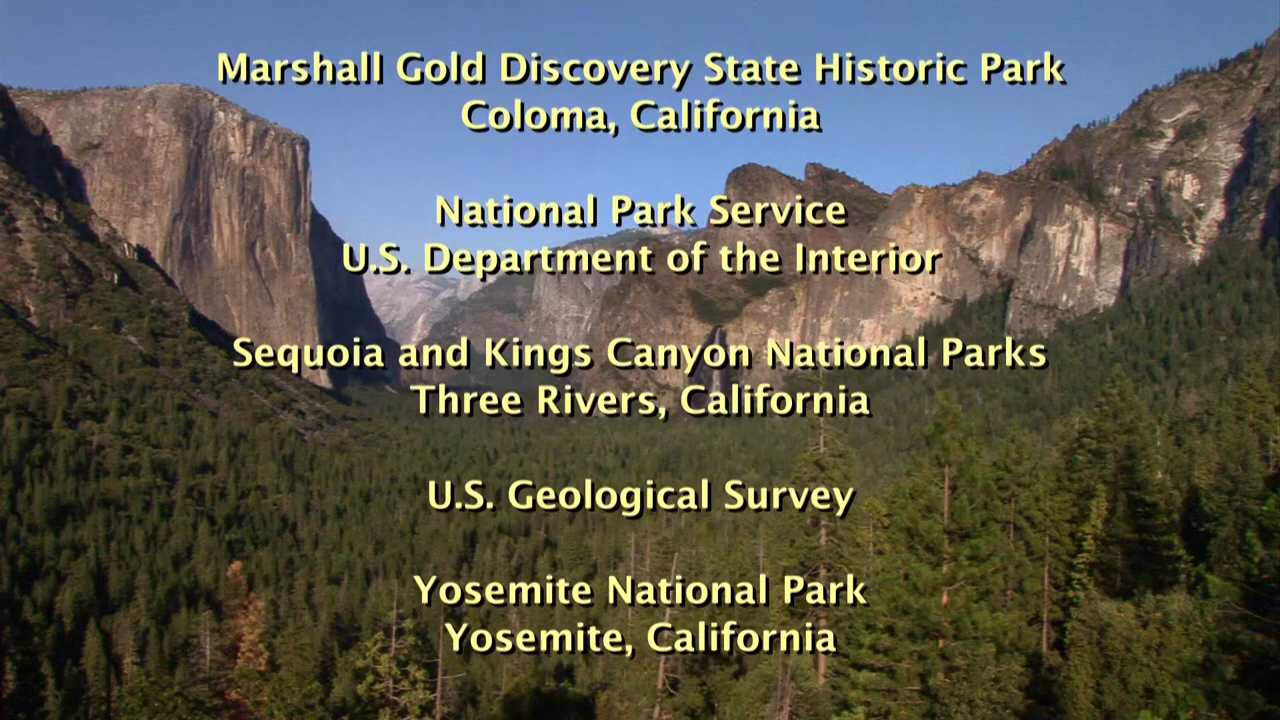 Marshall Gold Discovery State Historic Park
Coloma, California
National Park Service
U.S. Department of the Interior
Sequoia and Kings Canyon National Parks
Three Rivers, California
U.S. Geological Survey
Yosemite National Park
Yosemite, California